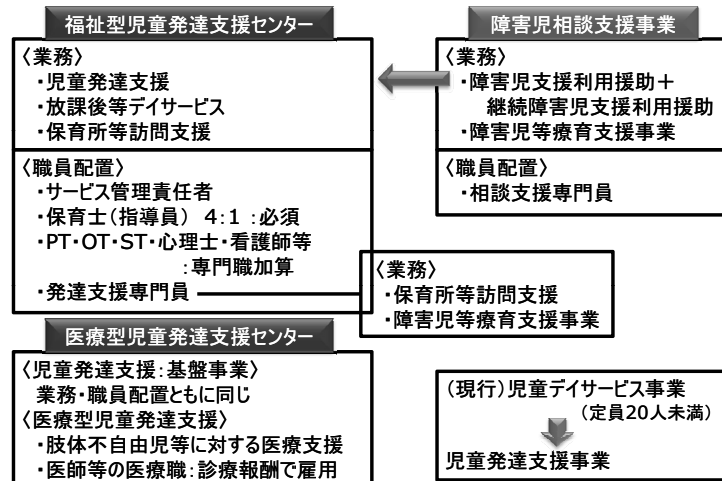 福祉型児童発達支援センター
〈業務〉
・児童発達支援
・放課後等デイサービス
・保育所等訪問支援
〈職員配置〉
・サービス管理責任者
・保育士(指導員) 4:1 :必須
・PT・OT・ST・心理士・看護師等
:専門職加算
・発達支援専門員
〈業務〉
・保育所等訪問支援
・障害児等療育支援事業
障害児相談支援事業
〈業務〉
・障害児支援利用援助+
継続障害児支援利用援助
・障害児等療育支援事業
〈職員配置〉
・相談支援専門員
医療型児童発達支援センター
〈児童発達支援:基盤事業〉
業務・職員配置ともに同じ
〈医療型児童発達支援〉
・肢体不自由児等に対する医療支援
・医師等の医療職:診療報酬で雇用
(現行)児童デイサービス事業
(定員20人未満)
児童発達支援事業